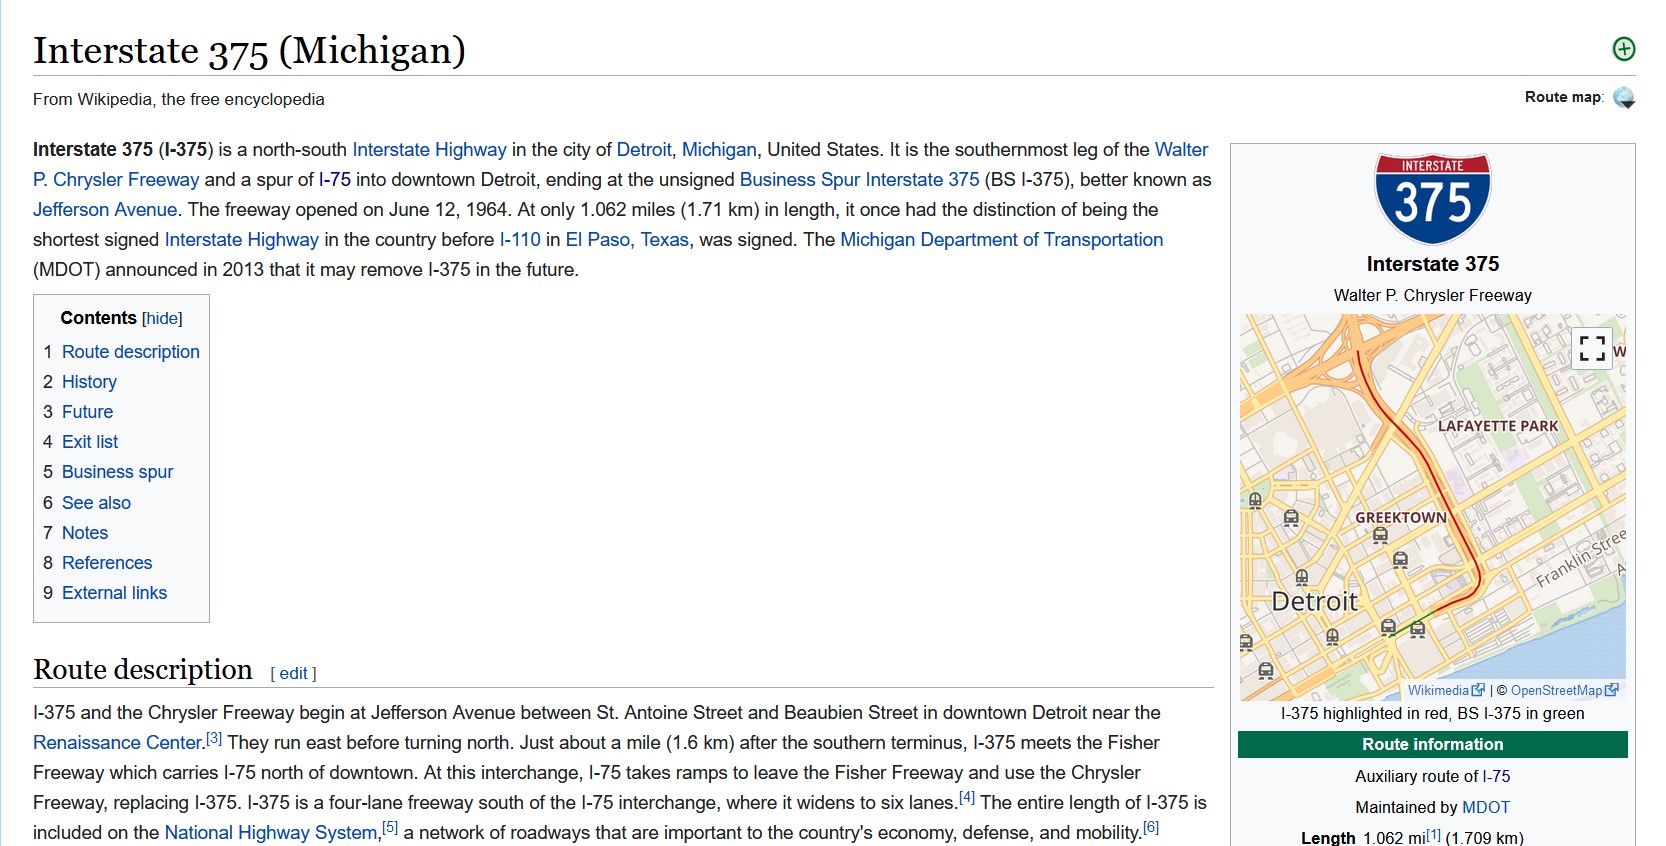 Interstate 375 (Michigan)
From Wikipedia, the free encyclopedia
Route map:
Interstate 375 (I-375) is a north-south Interstate Highway in the city of Detroit, Michigan, United States. It is the southernmost leg of the Walter
P. Chrysler Freeway and a spur of I-75 into downtown Detroit, ending at the unsigned Business Spur Interstate 375 (BS I-375), better known as
Jefferson Avenue. The freeway opened on June 12, 1964. At only 1.062 miles (1.71 km) in length, it once had the distinction of being the
shortest signed Interstate Highway in the country before I-110 in El Paso, Texas, was signed. The Michigan Department of Transportation
(MDOT) announced in 2013 that it may remove I-375 in the future.
Contents [hide]
1 Route description
2 History
3 Future
4 Exit list
5 Business spur
6 See also
7 Notes
8 References
9 External links
Route description [ edit ]
I-375 and the Chrysler Freeway begin at Jefferson Avenue between St. Antoine Street and Beaubien Street in downtown Detroit near the
Renaissance Center.[3] They run east before turning north. Just about a mile (1.6 km) after the southern terminus, I-375 meets the Fisher
Freeway which carries I-75 north of downtown. At this interchange, I-75 takes ramps to leave the Fisher Freeway and use the Chrysler
Freeway, replacing I-375. I-375 is a four-lane freeway south of the I-75 interchange, where it widens to six lanes.[4] The entire length of I-375 is
included on the National Highway System,[5] a network of roadways that are important to the country's economy, defense, and mobility.[6]
INTERSTATE
375
Interstate 375
Walter P. Chrysler Freeway
W
LAFAYETTE PARK
GREEKTOWN
Franklin Stree
A
Detroit
Wikimedia | © OpenStreetMap
I-375 highlighted in red, BS I-375 in green
Route information
Auxiliary route of I-75
Maintained by MDOT
Length 1.062 mi[1] (1.709 km)